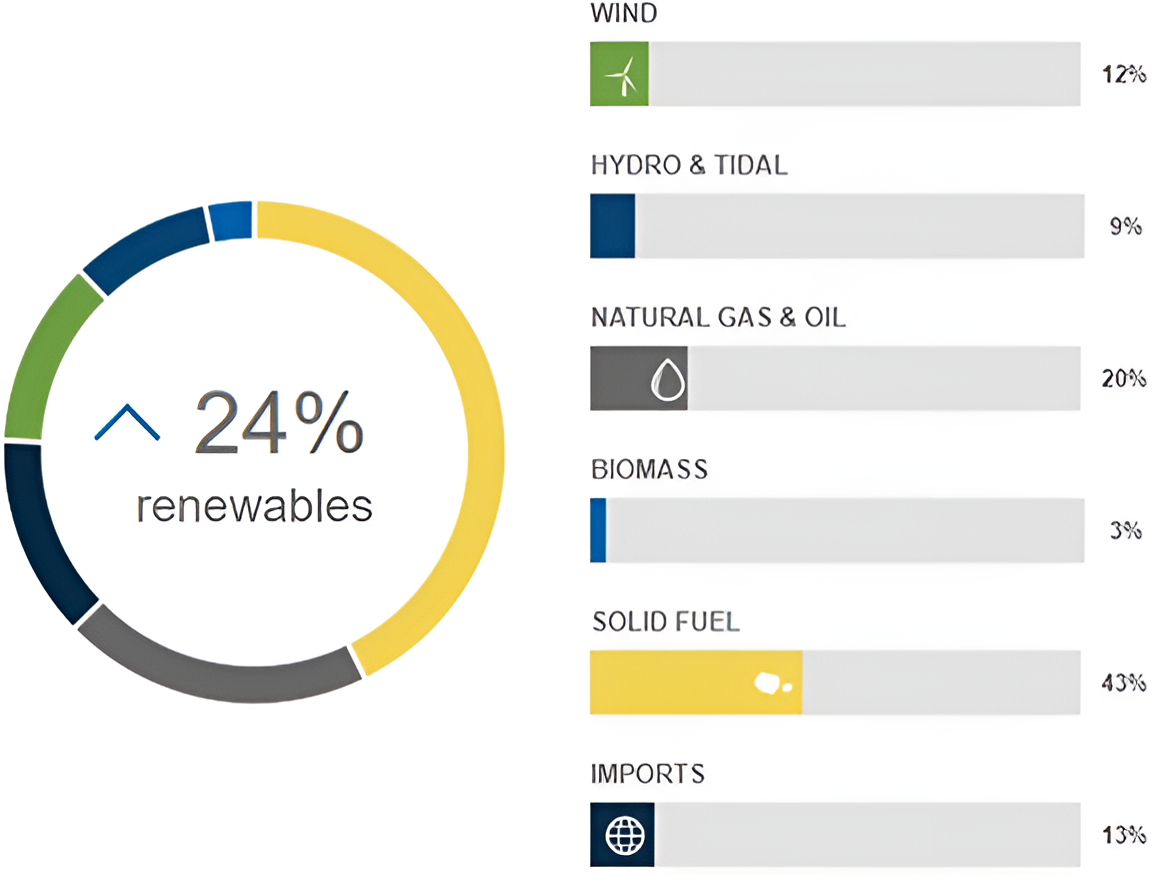 24%
renewables
WIND
12%
HYDRO & TIDAL
9%
NATURAL GAS & OIL
20%
BIOMASS
3%
SOLID FUEL
43%
IMPORTS
13%